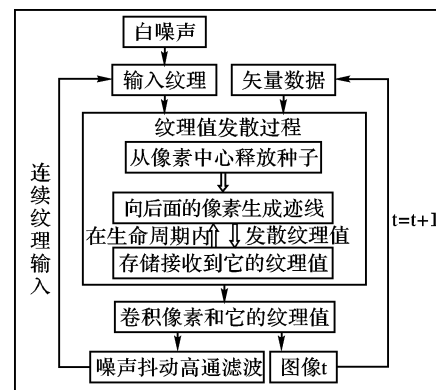 白噪声
输入纹理
矢量数据
纹理值发散过程
从像素中心释放种子
向后面的像素生成迹线
在生命周期内
发散纹理值
存储接收到它的纹理值
卷积像素和它的纹理值
噪声抖动高通滤波
图像t
连续纹理输入
t=t+1